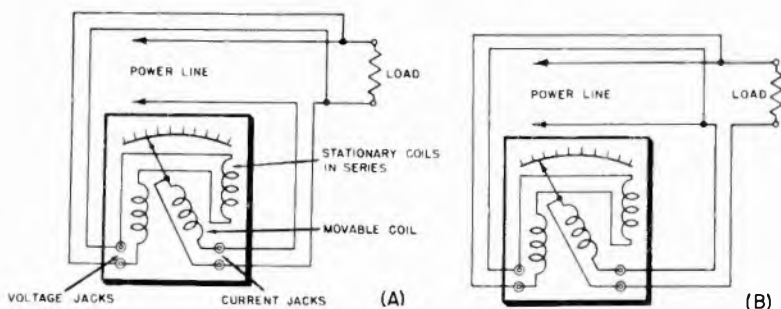 POWER LINE
LOAD
STATIONARY COILS
IN SERIES
MOVABLE COIL
VOLTAGE JACKS
CURRENT JACKS
(A)
POWER LINE
LOAD
(B)